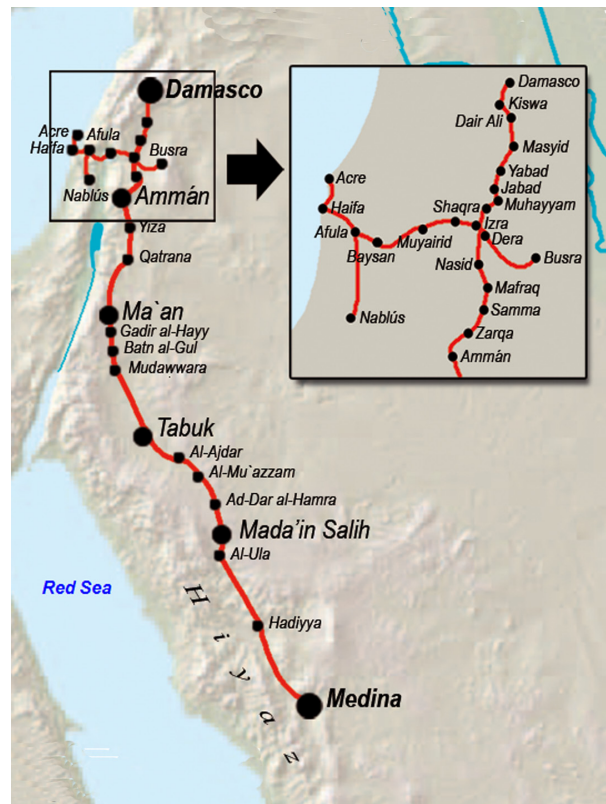 Damasco
Acre
Afula
Haifa
Busra
Nablús
Ammán
Yiza
Qatrana
Ma`an
Gadir al-Hayy
Batn al-Gul
Mudawwara
Tabuk
Al-Ajdar
Al-Mu`azzam
Ad-Dar al-Hamra
Mada'in Salih
Al-Ula
Red Sea
Hiyaz
Hadiyya
Medina
Damasco
Kiswa
Dair Ali
Masyid
Yabad
Jabad
Muhayyam
Acre
Haifa
Shaqra
Izra
Afula
Muyairid
Dera
Baysan
Nasid
Busra
Mafraq
Samma
Nablús
Zarqa
Ammán